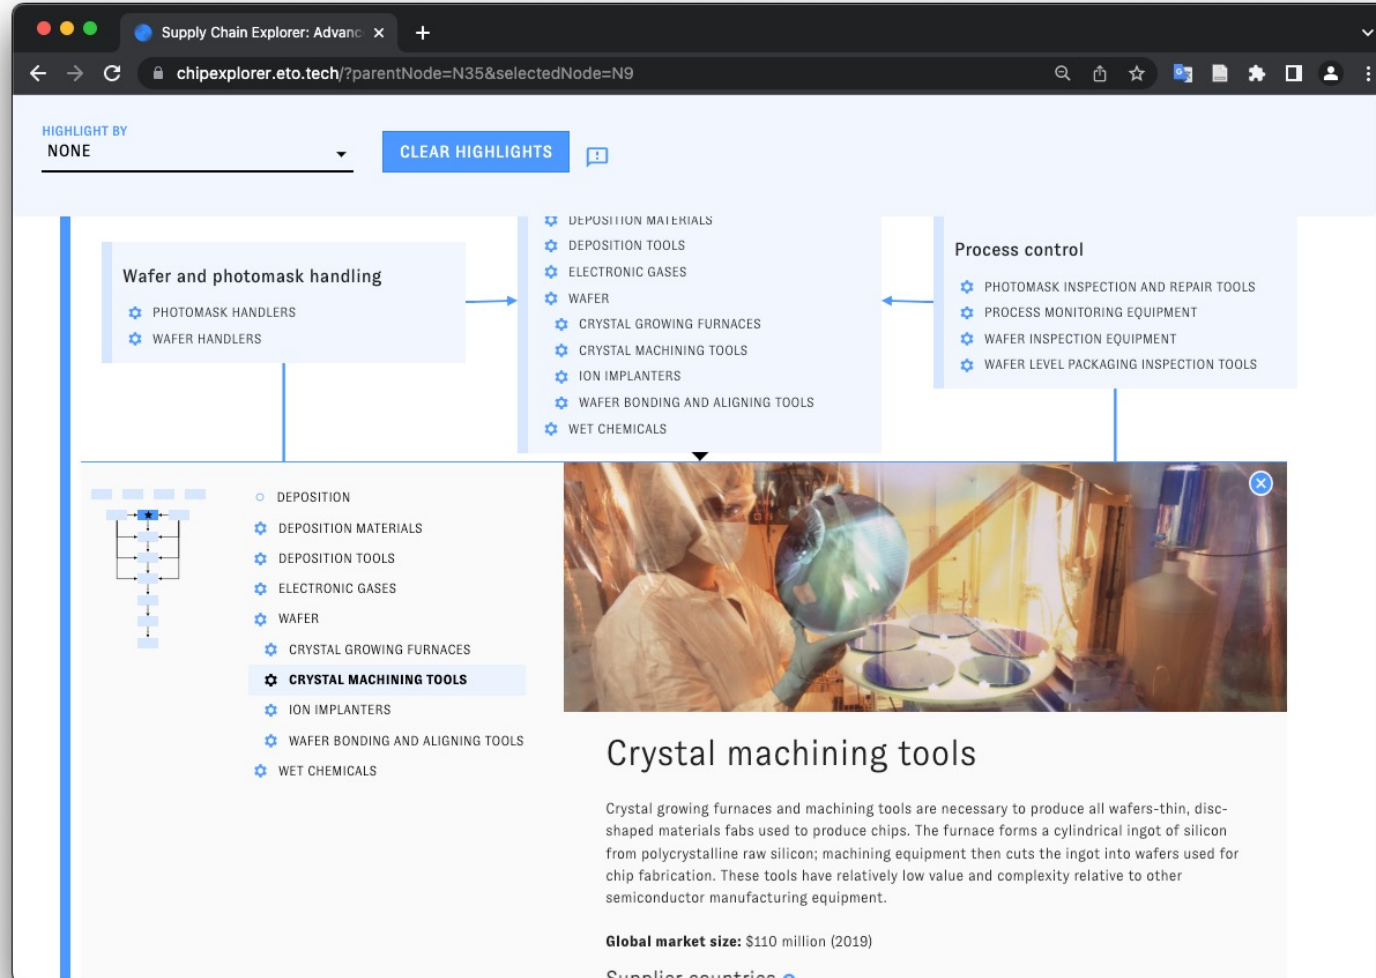 Supply Chain Explorer: Advanc
chipexplorer.eto.tech/?parentNode=N35&selectedNode=N9
HIGHLIGHT BY
NONE
CLEAR HIGHLIGHTS
Wafer and photomask handling
PHOTOMASK HANDLERS
WAFER HANDLERS
DEPOSITION MATERIALS
DEPOSITION TOOLS
ELECTRONIC GASES
WAFER
CRYSTAL GROWING FURNACES
CRYSTAL MACHINING TOOLS
ION IMPLANTERS
WAFER BONDING AND ALIGNING TOOLS
WET CHEMICALS
Process control
PHOTOMASK INSPECTION AND REPAIR TOOLS
PROCESS MONITORING EQUIPMENT
WAFER INSPECTION EQUIPMENT
WAFER LEVEL PACKAGING INSPECTION TOOLS
DEPOSITION
DEPOSITION MATERIALS
DEPOSITION TOOLS
ELECTRONIC GASES
WAFER
CRYSTAL GROWING FURNACES
CRYSTAL MACHINING TOOLS
ION IMPLANTERS
WAFER BONDING AND ALIGNING TOOLS
WET CHEMICALS
Crystal machining tools
Crystal growing furnaces and machining tools are necessary to produce all wafers-thin, disc-
shaped materials fabs used to produce chips. The furnace forms a cylindrical ingot of silicon
from polycrystalline raw silicon; machining equipment then cuts the ingot into wafers used for
chip fabrication. These tools have relatively low value and complexity relative to other
semiconductor manufacturing equipment.
Global market size: $110 million (2019)
Supplier countries